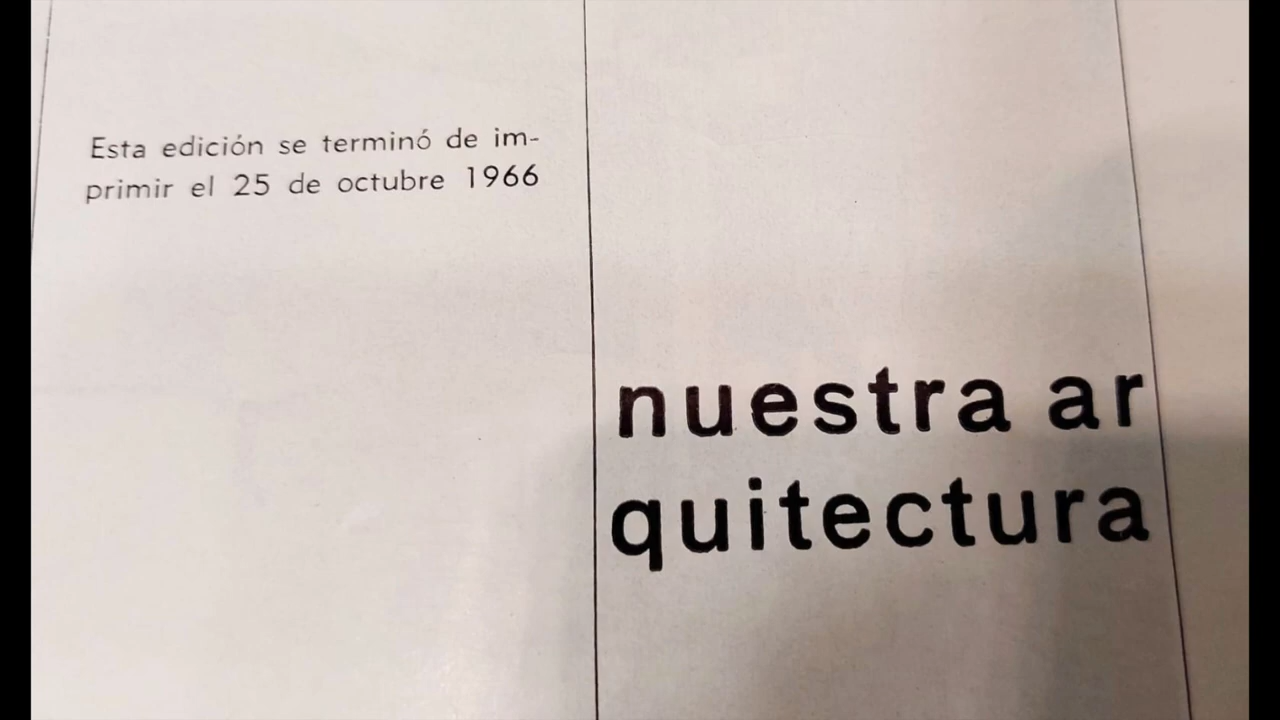 Esta edición se terminó de im-
primir el 25 de octubre 1966
nuestra ar
quitectura